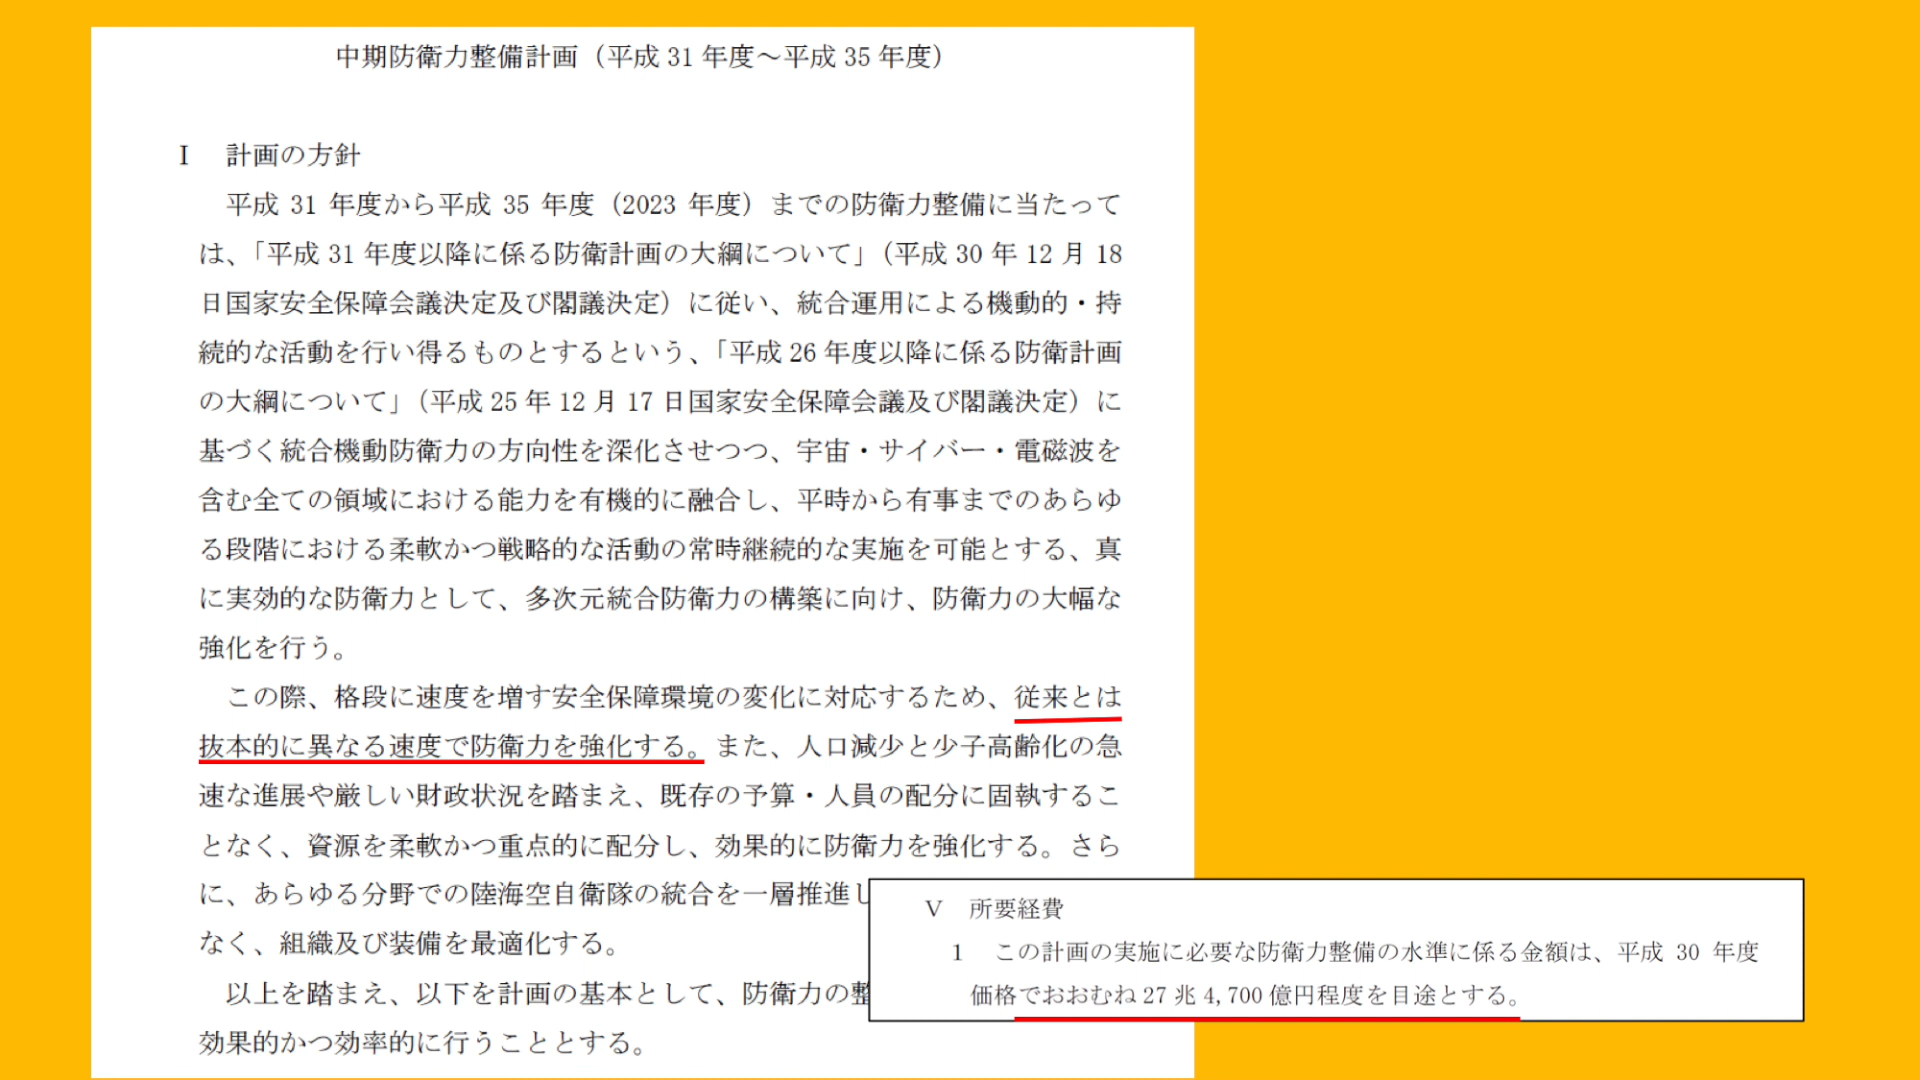 中期防衛力整備計画（平成 31 年度～平成 35 年度）
Ⅰ　計画の方針
平成 31 年度から平成 35 年度（2023 年度）までの防衛力整備に当たって
は、「平成 31 年度以降に係る防衛計画の大綱について」（平成 30 年 12 月 18
日国家安全保障会議決定及び閣議決定）に従い、統合運用による機動的・持
続的な活動を行い得るものとするという、「平成 26 年度以降に係る防衛計画
の大綱について」（平成 25 年 12 月 17 日国家安全保障会議及び閣議決定）に
基づく統合機動防衛力の方向性を深化させつつ、宇宙・サイバー・電磁波を
含む全ての領域における能力を有機的に融合し、平時から有事までのあらゆ
る段階における柔軟かつ戦略的な活動の常時継続的な実施を可能とする、真
に実効的な防衛力として、多次元統合防衛力の構築に向け、防衛力の大幅な
強化を行う。
この際、格段に速度を増す安全保障環境の変化に対応するため、従来とは
抜本的に異なる速度で防衛力を強化する。また、人口減少と少子高齢化の急
速な進展や厳しい財政状況を踏まえ、既存の予算・人員の配分に固執するこ
となく、資源を柔軟かつ重点的に配分し、効果的に防衛力を強化する。さら
に、あらゆる分野での陸海空自衛隊の統合を一層推進し
なく、組織及び装備を最適化する。
以上を踏まえ、以下を計画の基本として、防衛力の整
効果的かつ効率的に行うこととする。
Ⅴ　所要経費
1　この計画の実施に必要な防衛力整備の水準に係る金額は、平成 30 年度
価格でおおむね 27 兆 4,700 億円程度を目途とする。